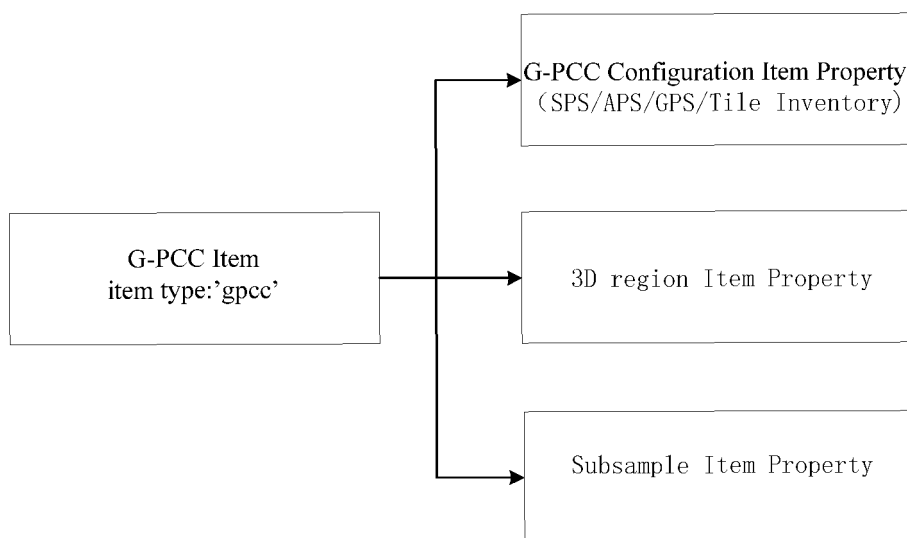 G-PCC Configuration Item Property
（SPS/APS/GPS/Tile Inventory)
G-PCC Item
item type:’gpcc’
3D region Item Property
Subsample Item Property